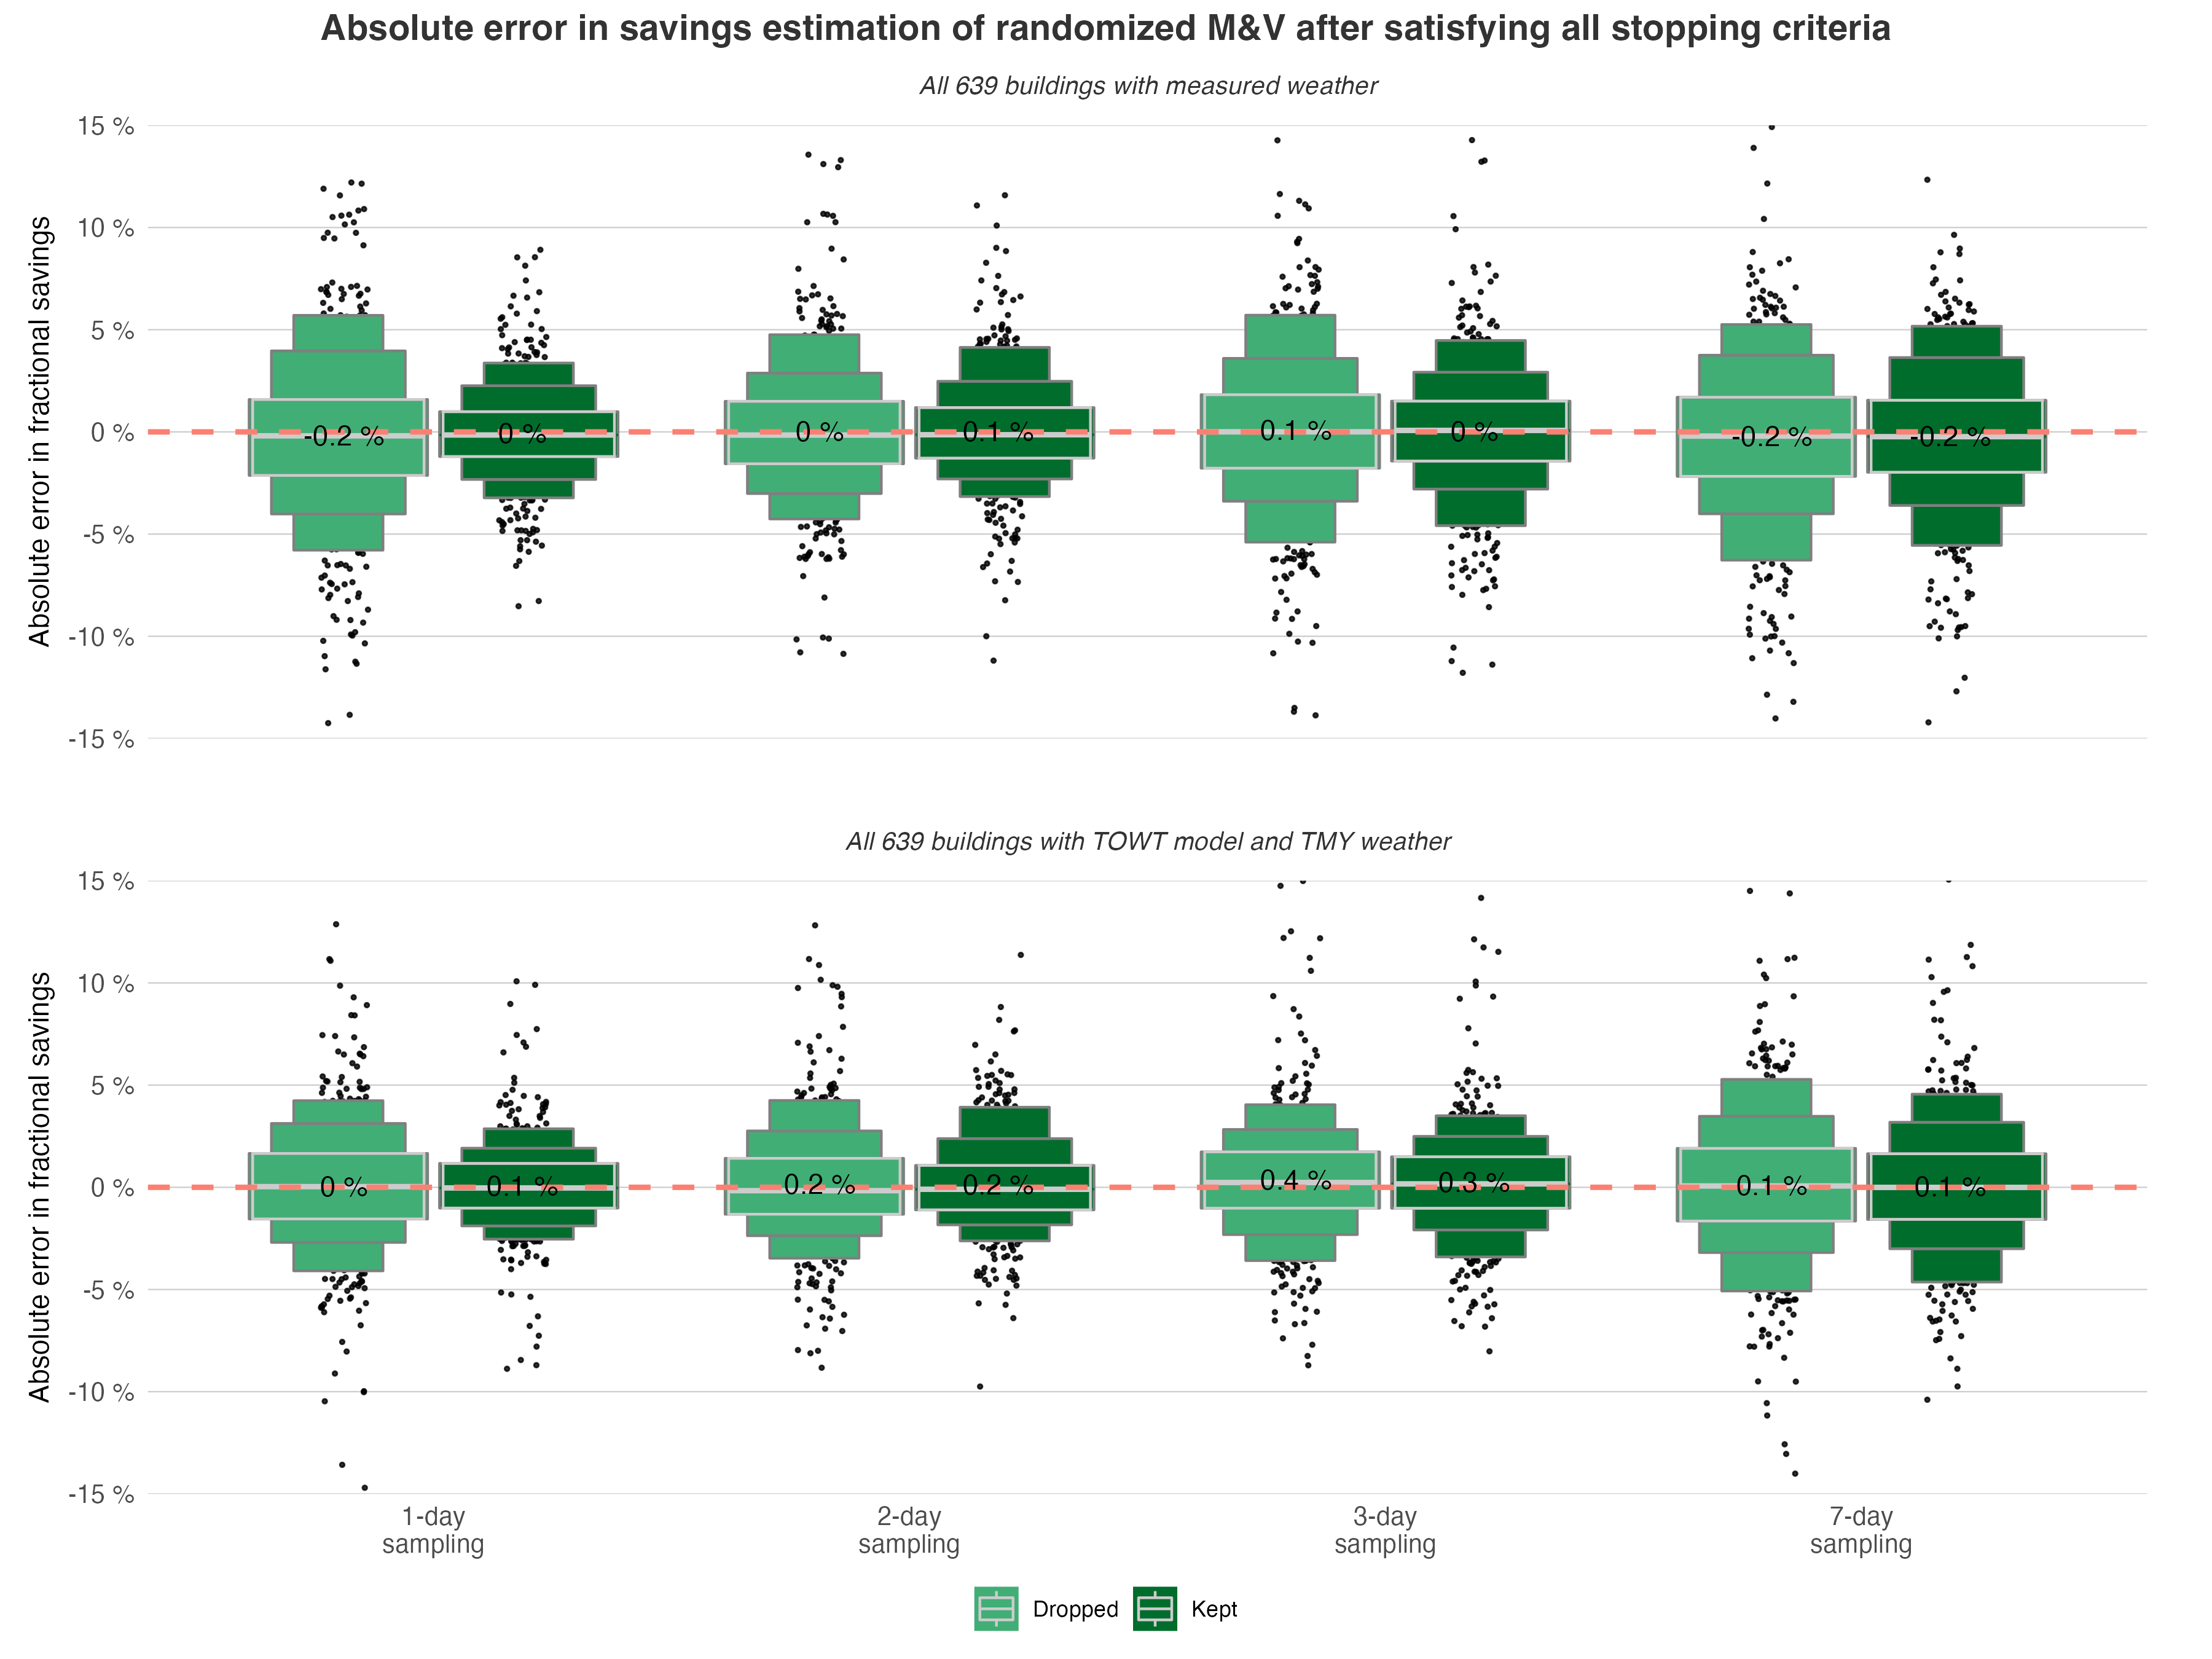 Absolute error in savings estimation of randomized M&V after satisfying all stopping criteria
All 639 buildings with measured weather
Absolute error in fractional savings
15 %
10 %
5 %
0 %
-5 %
-10 %
-15 %
-0.2 %
0 %
0 %
0.1 %
0.1 %
0 %
-0.2 %
-0.2 %
All 639 buildings with TOWT model and TMY weather
Absolute error in fractional savings
15 %
10 %
5 %
0 %
-5 %
-10 %
-15 %
0 %
0.1 %
0.2 %
0.2 %
0.4 %
0.3 %
0.1 %
0.1 %
1-day
sampling
2-day
sampling
3-day
sampling
7-day
sampling
Dropped
Kept